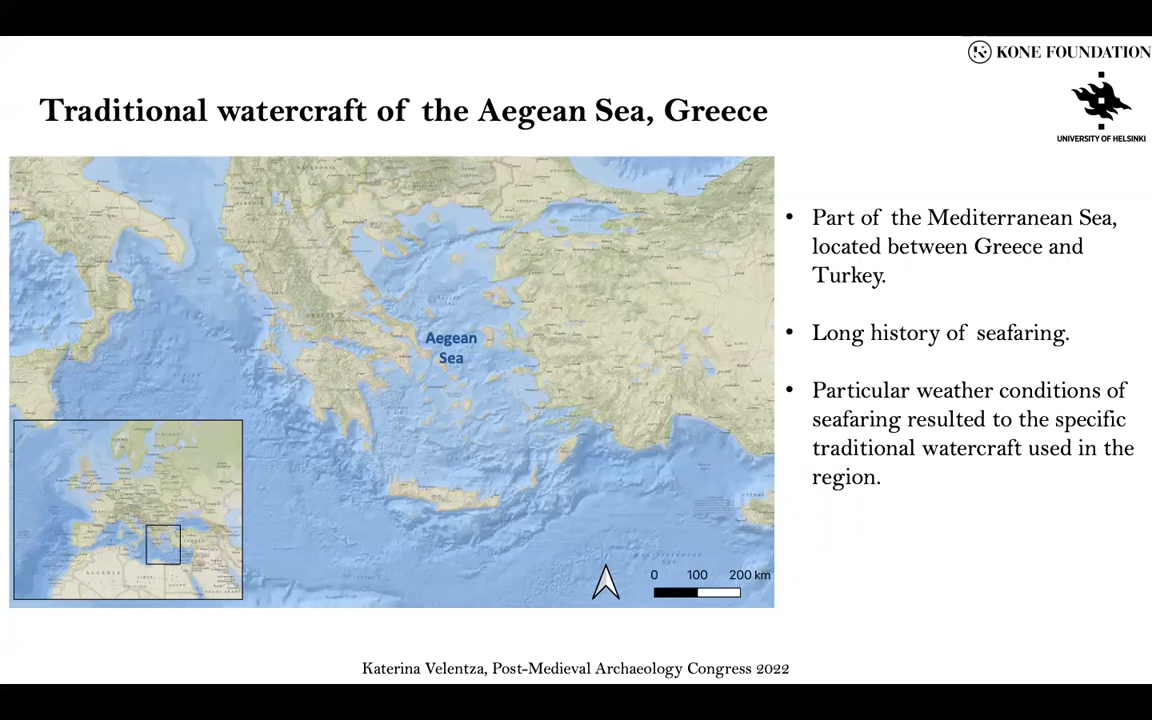 KONE FOUNDATION
UNIVERSITY OF HELSINKI
Traditional watercraft of the Aegean Sea, Greece
Aegean
Sea
0 100 200 km
• Part of the Mediterranean Sea,
located between Greece and
Turkey.
• Long history of seafaring.
• Particular weather conditions of
seafaring resulted to the specific
traditional watercraft used in the
region.
Katerina Velentza, Post-Medieval Archaeology Congress 2022